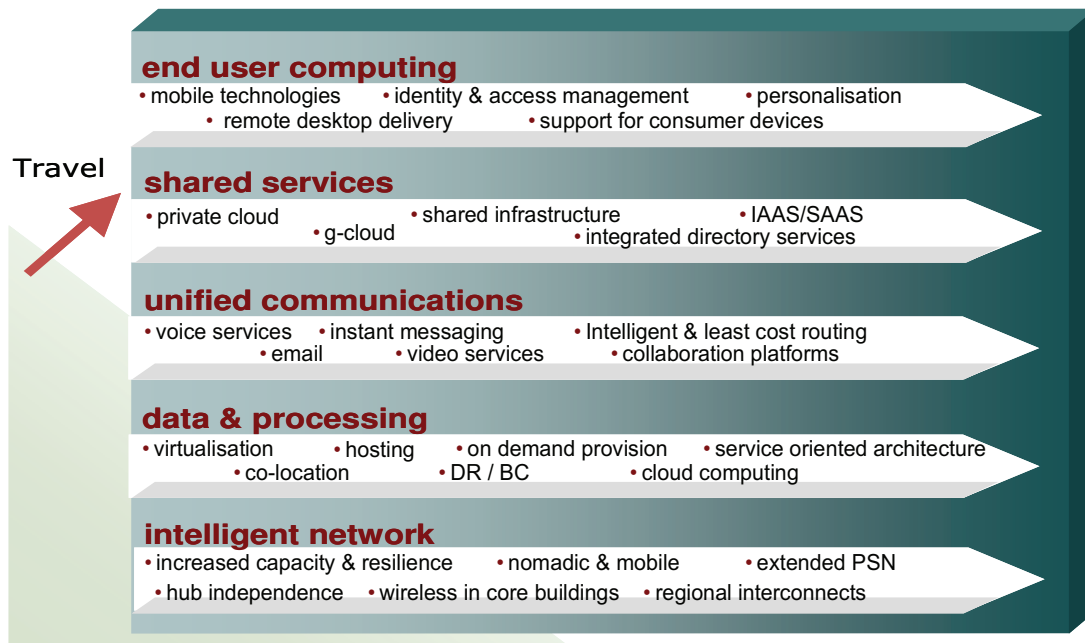 end user computing
• mobile technologies • identity & access management • personalisation
• remote desktop delivery • support for consumer devices
Travel
shared services
• private cloud • shared infrastructure • IAAS/SAAS
• g-cloud • integrated directory services
unified communications
• voice services • instant messaging • Intelligent & least cost routing
• email • video services • collaboration platforms
data & processing
• virtualisation • hosting • on demand provision • service oriented architecture
• co-location • DR / BC • cloud computing
intelligent network
• increased capacity & resilience • nomadic & mobile • extended PSN
• hub independence • wireless in core buildings • regional interconnects